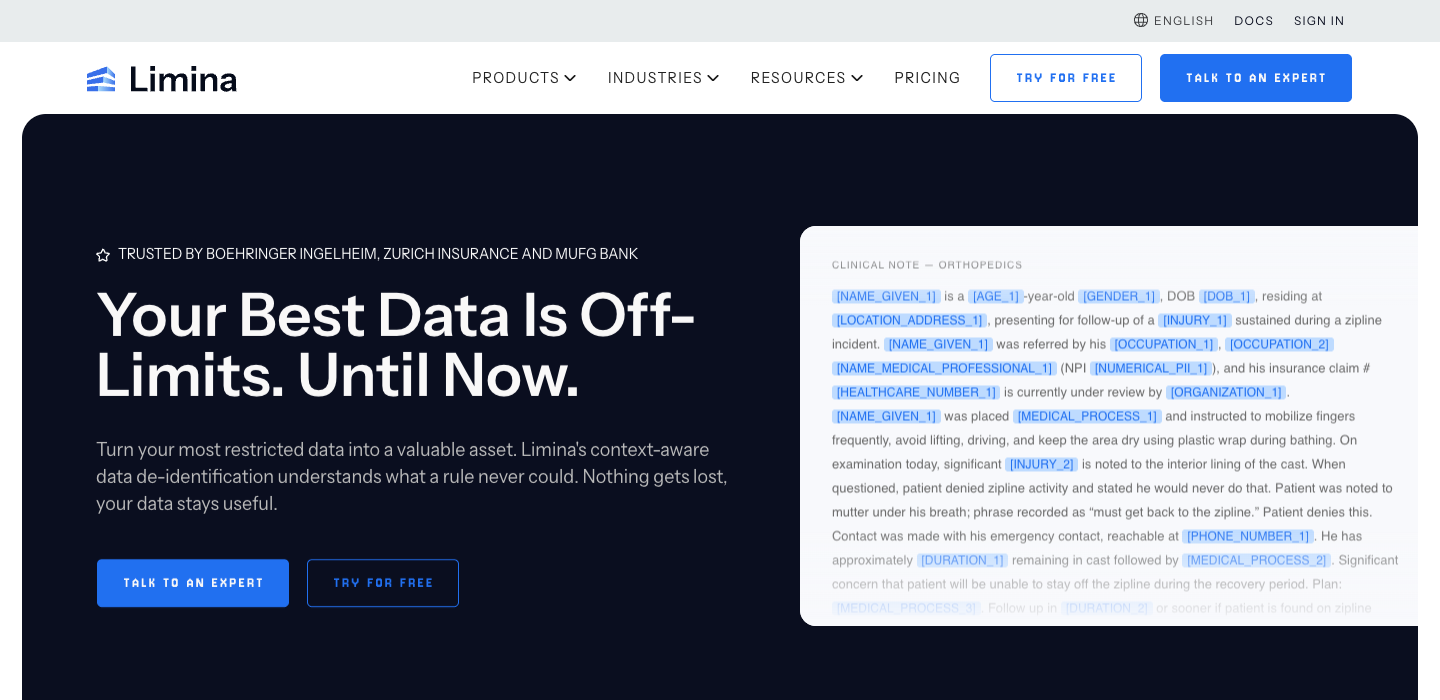 ENGLISH DOCS SIGN IN
Limina PRODUCTS INDUSTRIES RESOURCES PRICING TRY FOR FREE TALK TO AN EXPERT
TRUSTED BY BOEHRINGER INGELHEIM, ZURICH INSURANCE AND MUFG BANK
Your Best Data Is Off-
Limits. Until Now.
Turn your most restricted data into a valuable asset. Limina's context-aware
data de-identification understands what a rule never could. Nothing gets lost,
your data stays useful.
TALK TO AN EXPERT TRY FOR FREE
CLINICAL NOTE — ORTHOPEDICS
[NAME_GIVEN_1] is a [AGE_1]-year-old [GENDER_1], DOB [DOB_1], residing at
[LOCATION_ADDRESS_1], presenting for follow-up of a [INJURY_1] sustained during a zipline
incident. [NAME_GIVEN_1] was referred by his [OCCUPATION_1], [OCCUPATION_2]
[NAME_MEDICAL_PROFESSIONAL_1] (NPI [NUMERICAL_PII_1]), and his insurance claim #
[HEALTHCARE_NUMBER_1] is currently under review by [ORGANIZATION_1].
[NAME_GIVEN_1] was placed [MEDICAL_PROCESS_1] and instructed to mobilize fingers
frequently, avoid lifting, driving, and keep the area dry using plastic wrap during bathing. On
examination today, significant [INJURY_2] is noted to the interior lining of the cast. When
questioned, patient denied zipline activity and stated he would never do that. Patient was noted to
mutter under his breath; phrase recorded as “must get back to the zipline.” Patient denies this.
Contact was made with his emergency contact, reachable at [PHONE_NUMBER_1]. He has
approximately [DURATION_1] remaining in cast followed by [MEDICAL_PROCESS_2]. Significant
concern that patient will be unable to stay off the zipline during the recovery period. Plan:
[MEDICAL_PROCESS_3]. Follow up in [DURATION_2] or sooner if patient is found on zipline